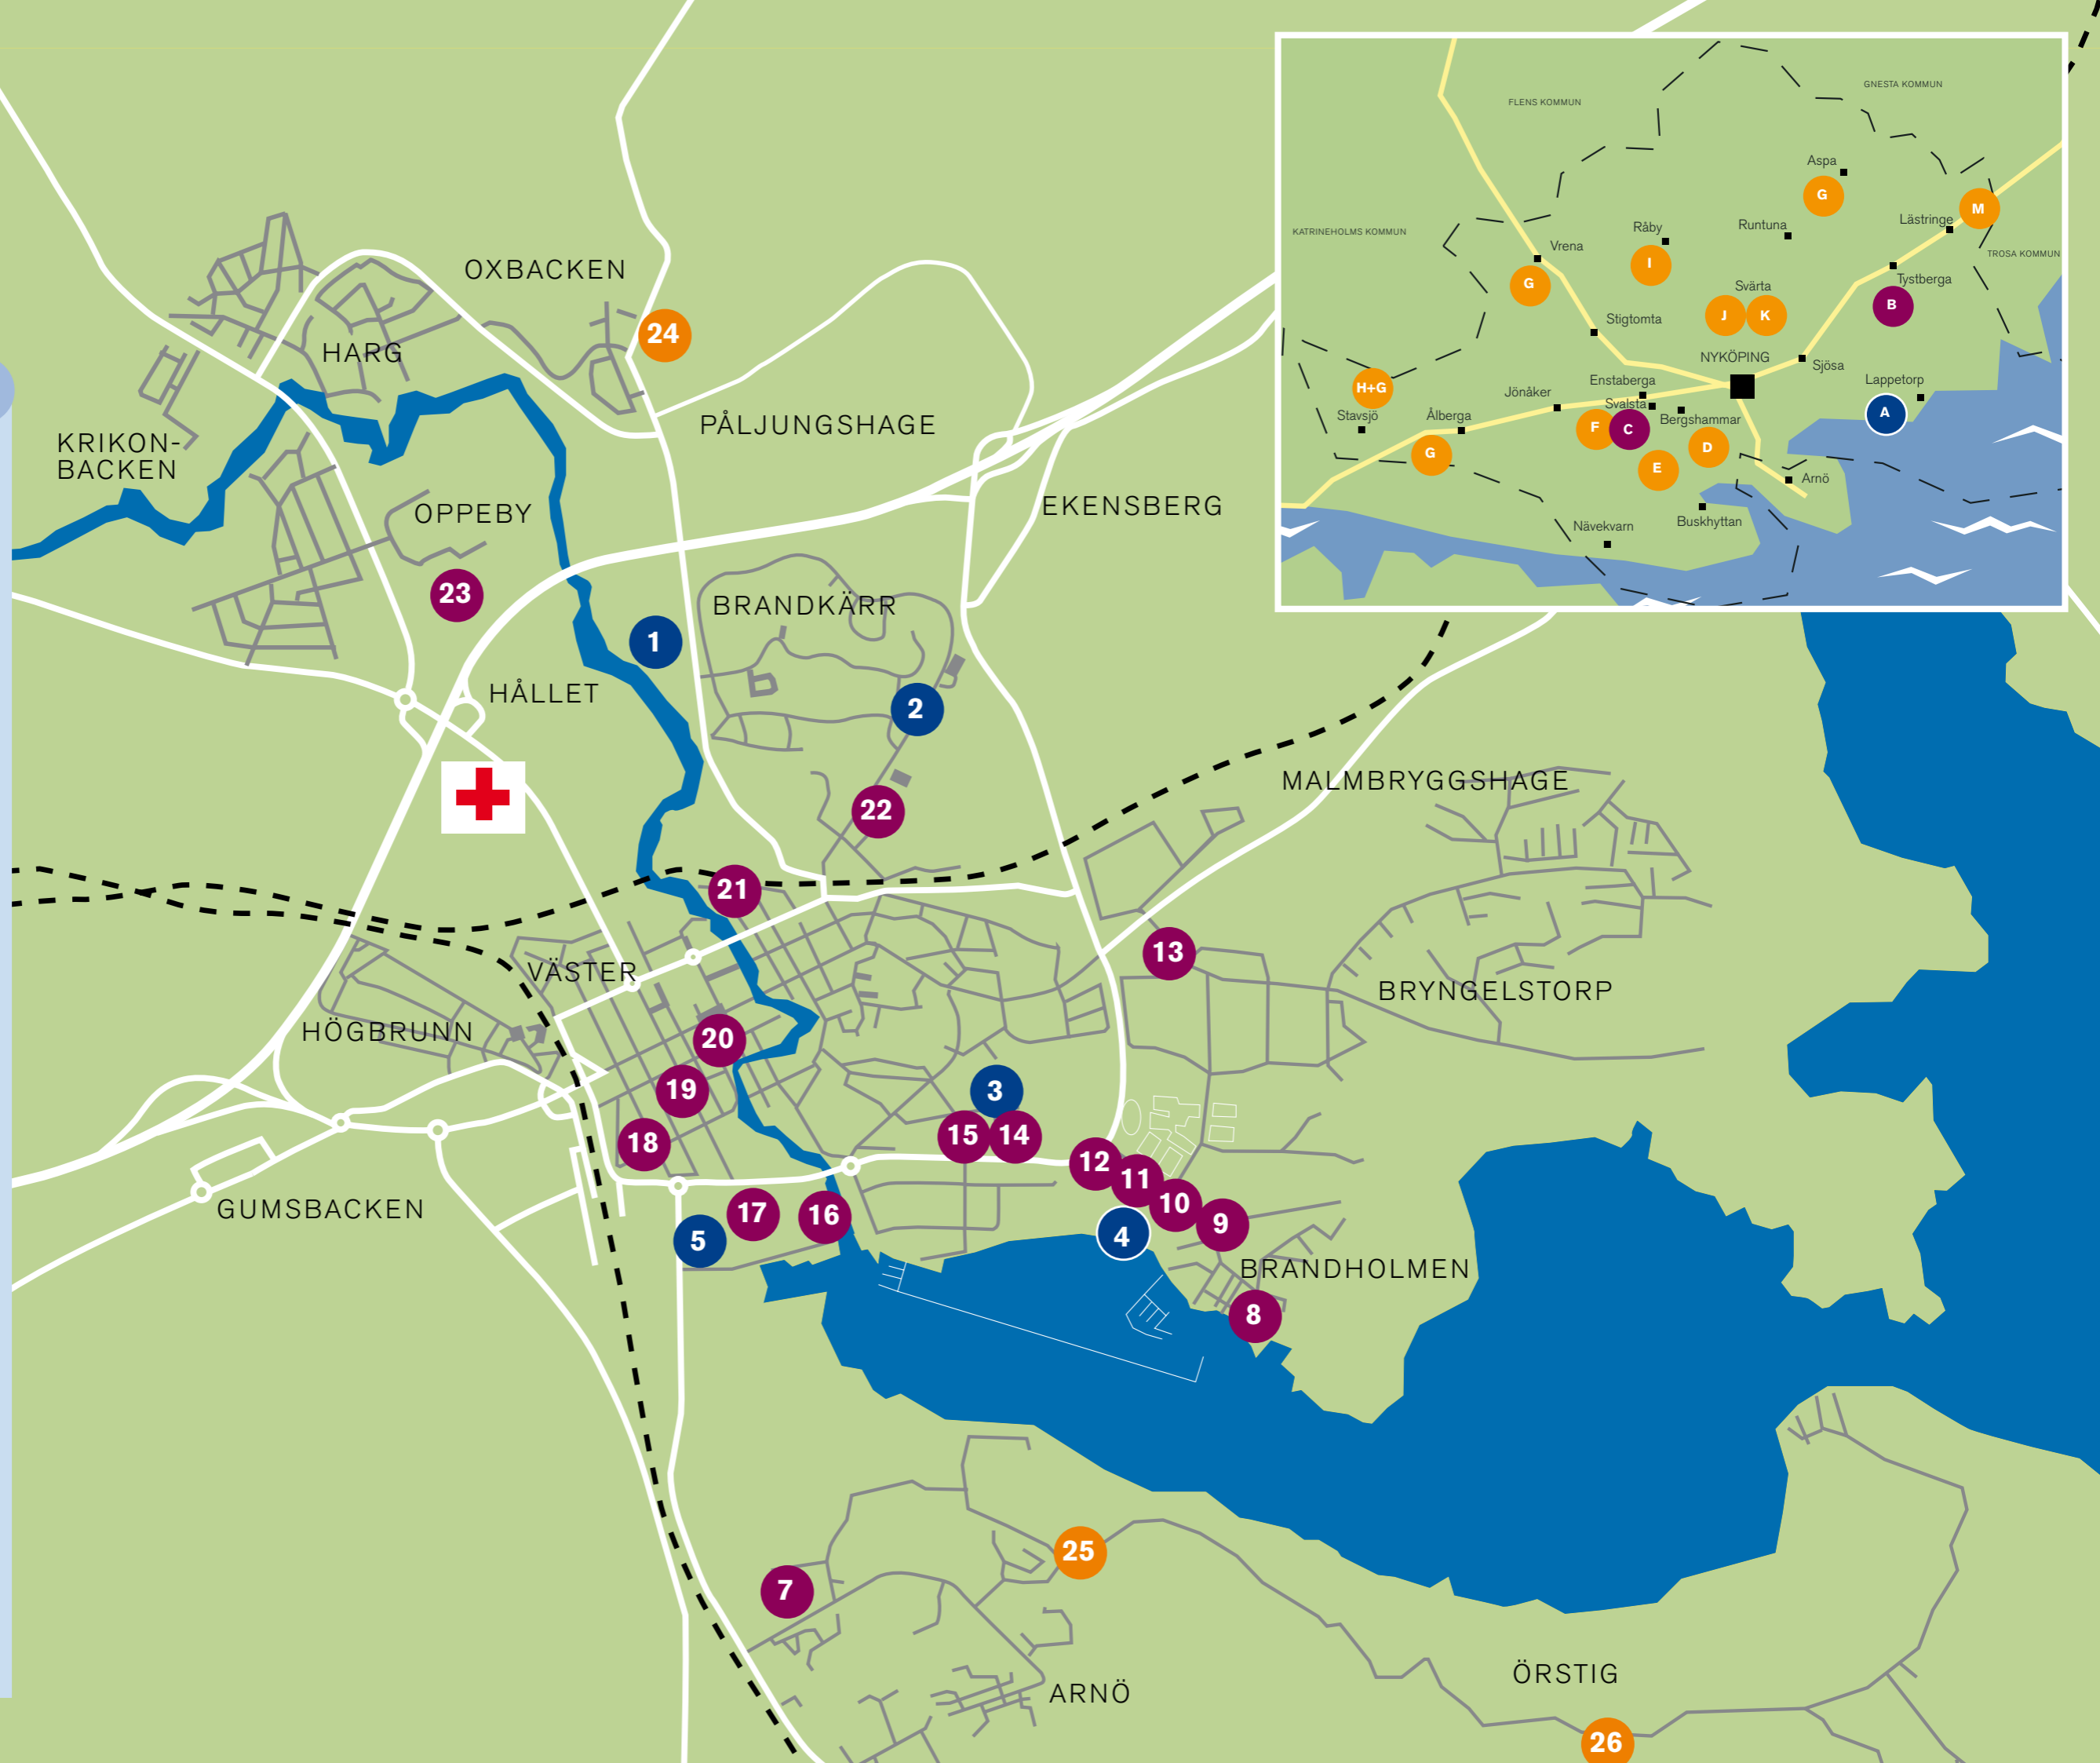 OXBACKEN
24
HARG
KRIKON-
BACKEN
PÅLJUNGSHAGE
OPPEBY
EKENSBERG
23
BRANDKÄRR
1
HÅLLET
2
MALMBRYGGSHAGE
22
21
13
VÄSTER
BRYNGELSTORP
HÖGBRUNN
20
19
3
18
15
14
12
11
10
GUMSBACKEN
17
16
9
5
4
BRANDHOLMEN
8
25
7
ÖRSTIG
ARNÖ
26
GNESTA KOMMUN
FLENS KOMMUN
Aspa
G
M
Lästringe
Runtuna
Råby
KATRINEHOLMS KOMMUN
Vrena
TROSA KOMMUN
I
Tystberga
G
Svärta
B
J
K
Stigtomta
NYKÖPING
Sjösa
Enstaberga
Lappetorp
H+G
Jönåker
Svalsta
A
Stavsjö
Ålberga
Bergshammar
F
C
D
G
E
Arnö
Buskhyttan
Nävekvarn